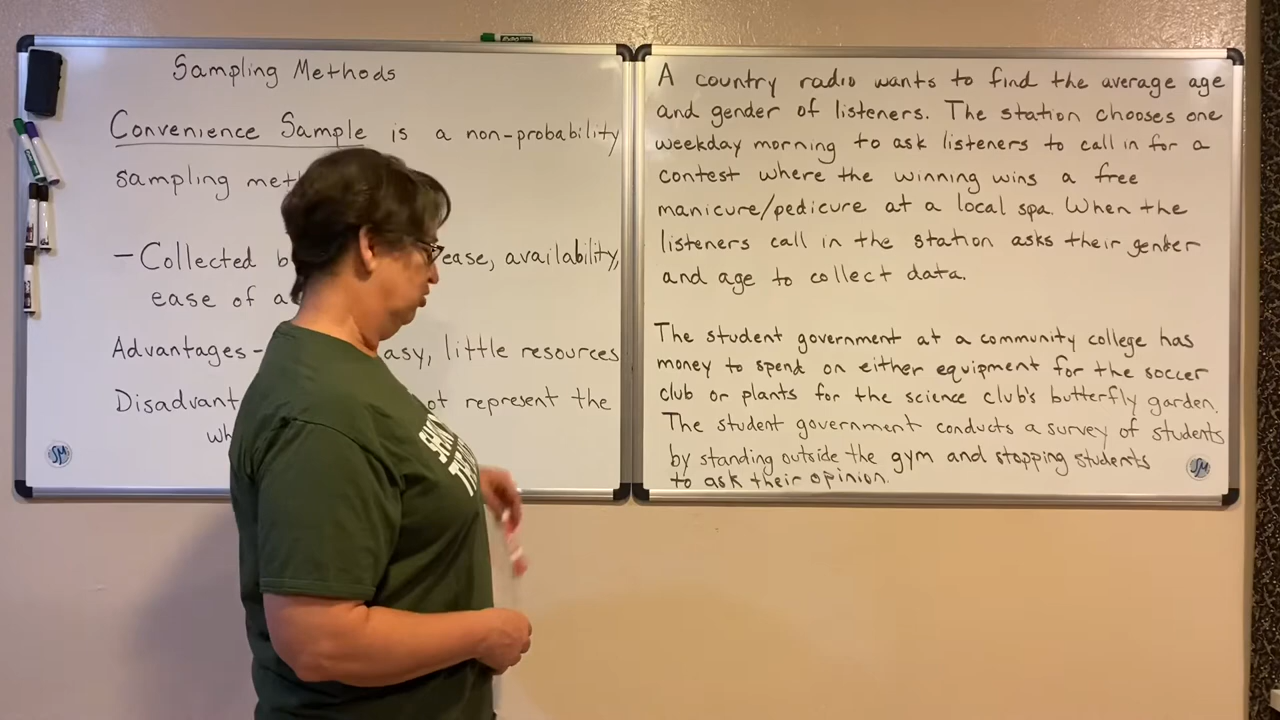 Sampling Methods
Convenience Sample is a non-probability
sampling
- Collected ease, availability,
ease of
Advantages - little resources
represent the
A country radio wants to find the average age
and gender of listeners. The station chooses one
weekday morning to ask listeners to call in for a
contest where the winning wins a free
manicure/pedicure at a local spa. When the
listeners call in the station asks their gender
and age to collect data.
The student government at a community college has
money to spend on either equipment for the soccer
club or plants for the science club's butterfly garden.
The student government conducts a survey of students
by standing outside the gym and stopping students
to ask their opinion.
SM
SM